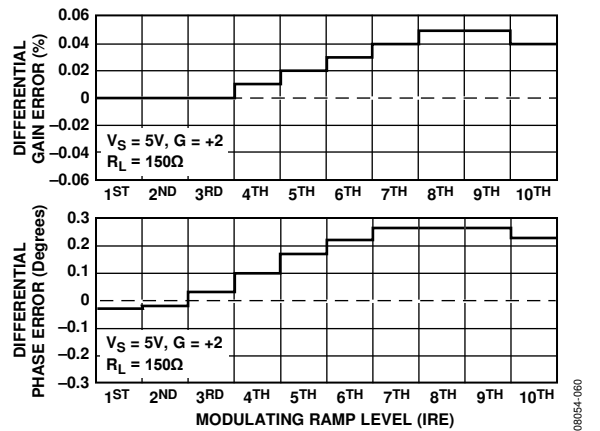 DIFFERENTIAL
GAIN ERROR (%)
0.06
0.04
0.02
0
–0.02
–0.04
–0.06
VS = 5V, G = +2
RL = 150Ω
1ST 2ND 3RD 4TH 5TH 6TH 7TH 8TH 9TH 10TH
DIFFERENTIAL
PHASE ERROR (Degrees)
0.3
0.2
0.1
0
–0.1
–0.2
–0.3
VS = 5V, G = +2
RL = 150Ω
1ST 2ND 3RD 4TH 5TH 6TH 7TH 8TH 9TH 10TH
MODULATING RAMP LEVEL (IRE)
08054-060